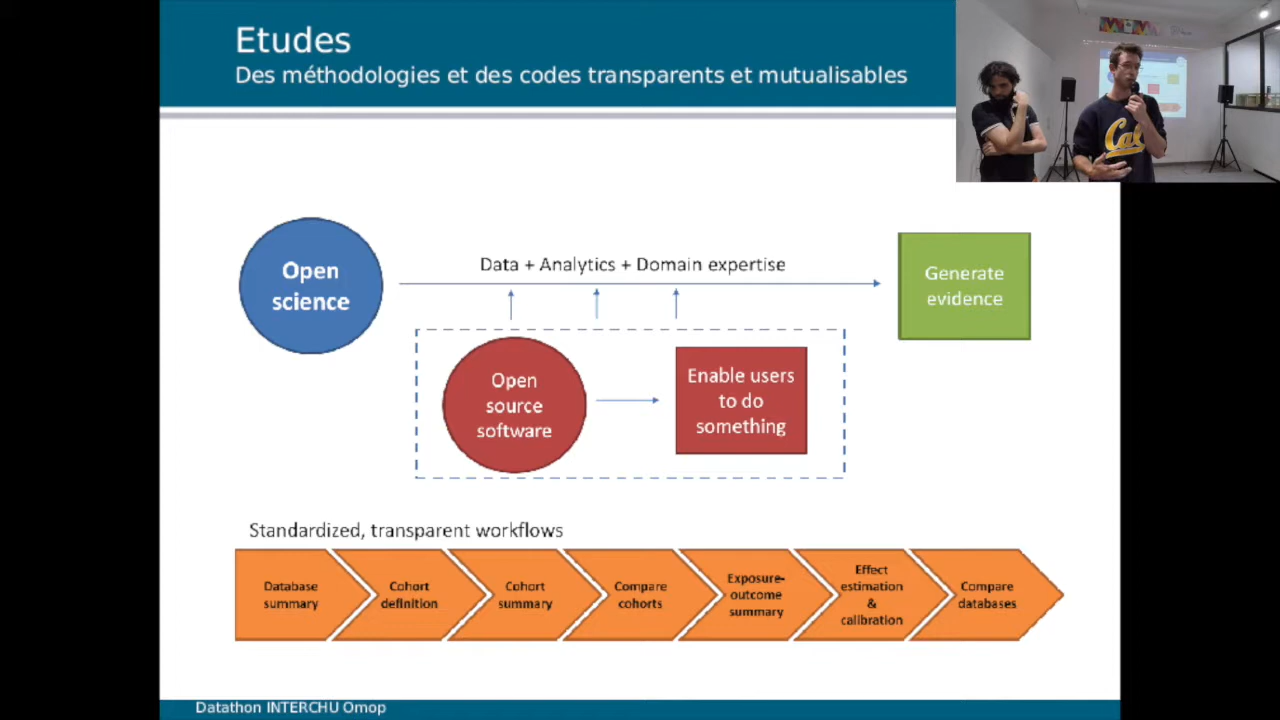 Etudes
Des méthodologies et des codes transparents et mutualisables
Cal
Open
science
Data + Analytics + Domain expertise
Generate
evidence
Open
source
software
Enable users
to do
something
Standardized, transparent workflows
Database
summary
Cohort
definition
Cohort
summary
Compare
cohorts
Exposure-
outcome
summary
Effect
estimation
&
calibration
Compare
databases
Datathon INTERCHU Omop